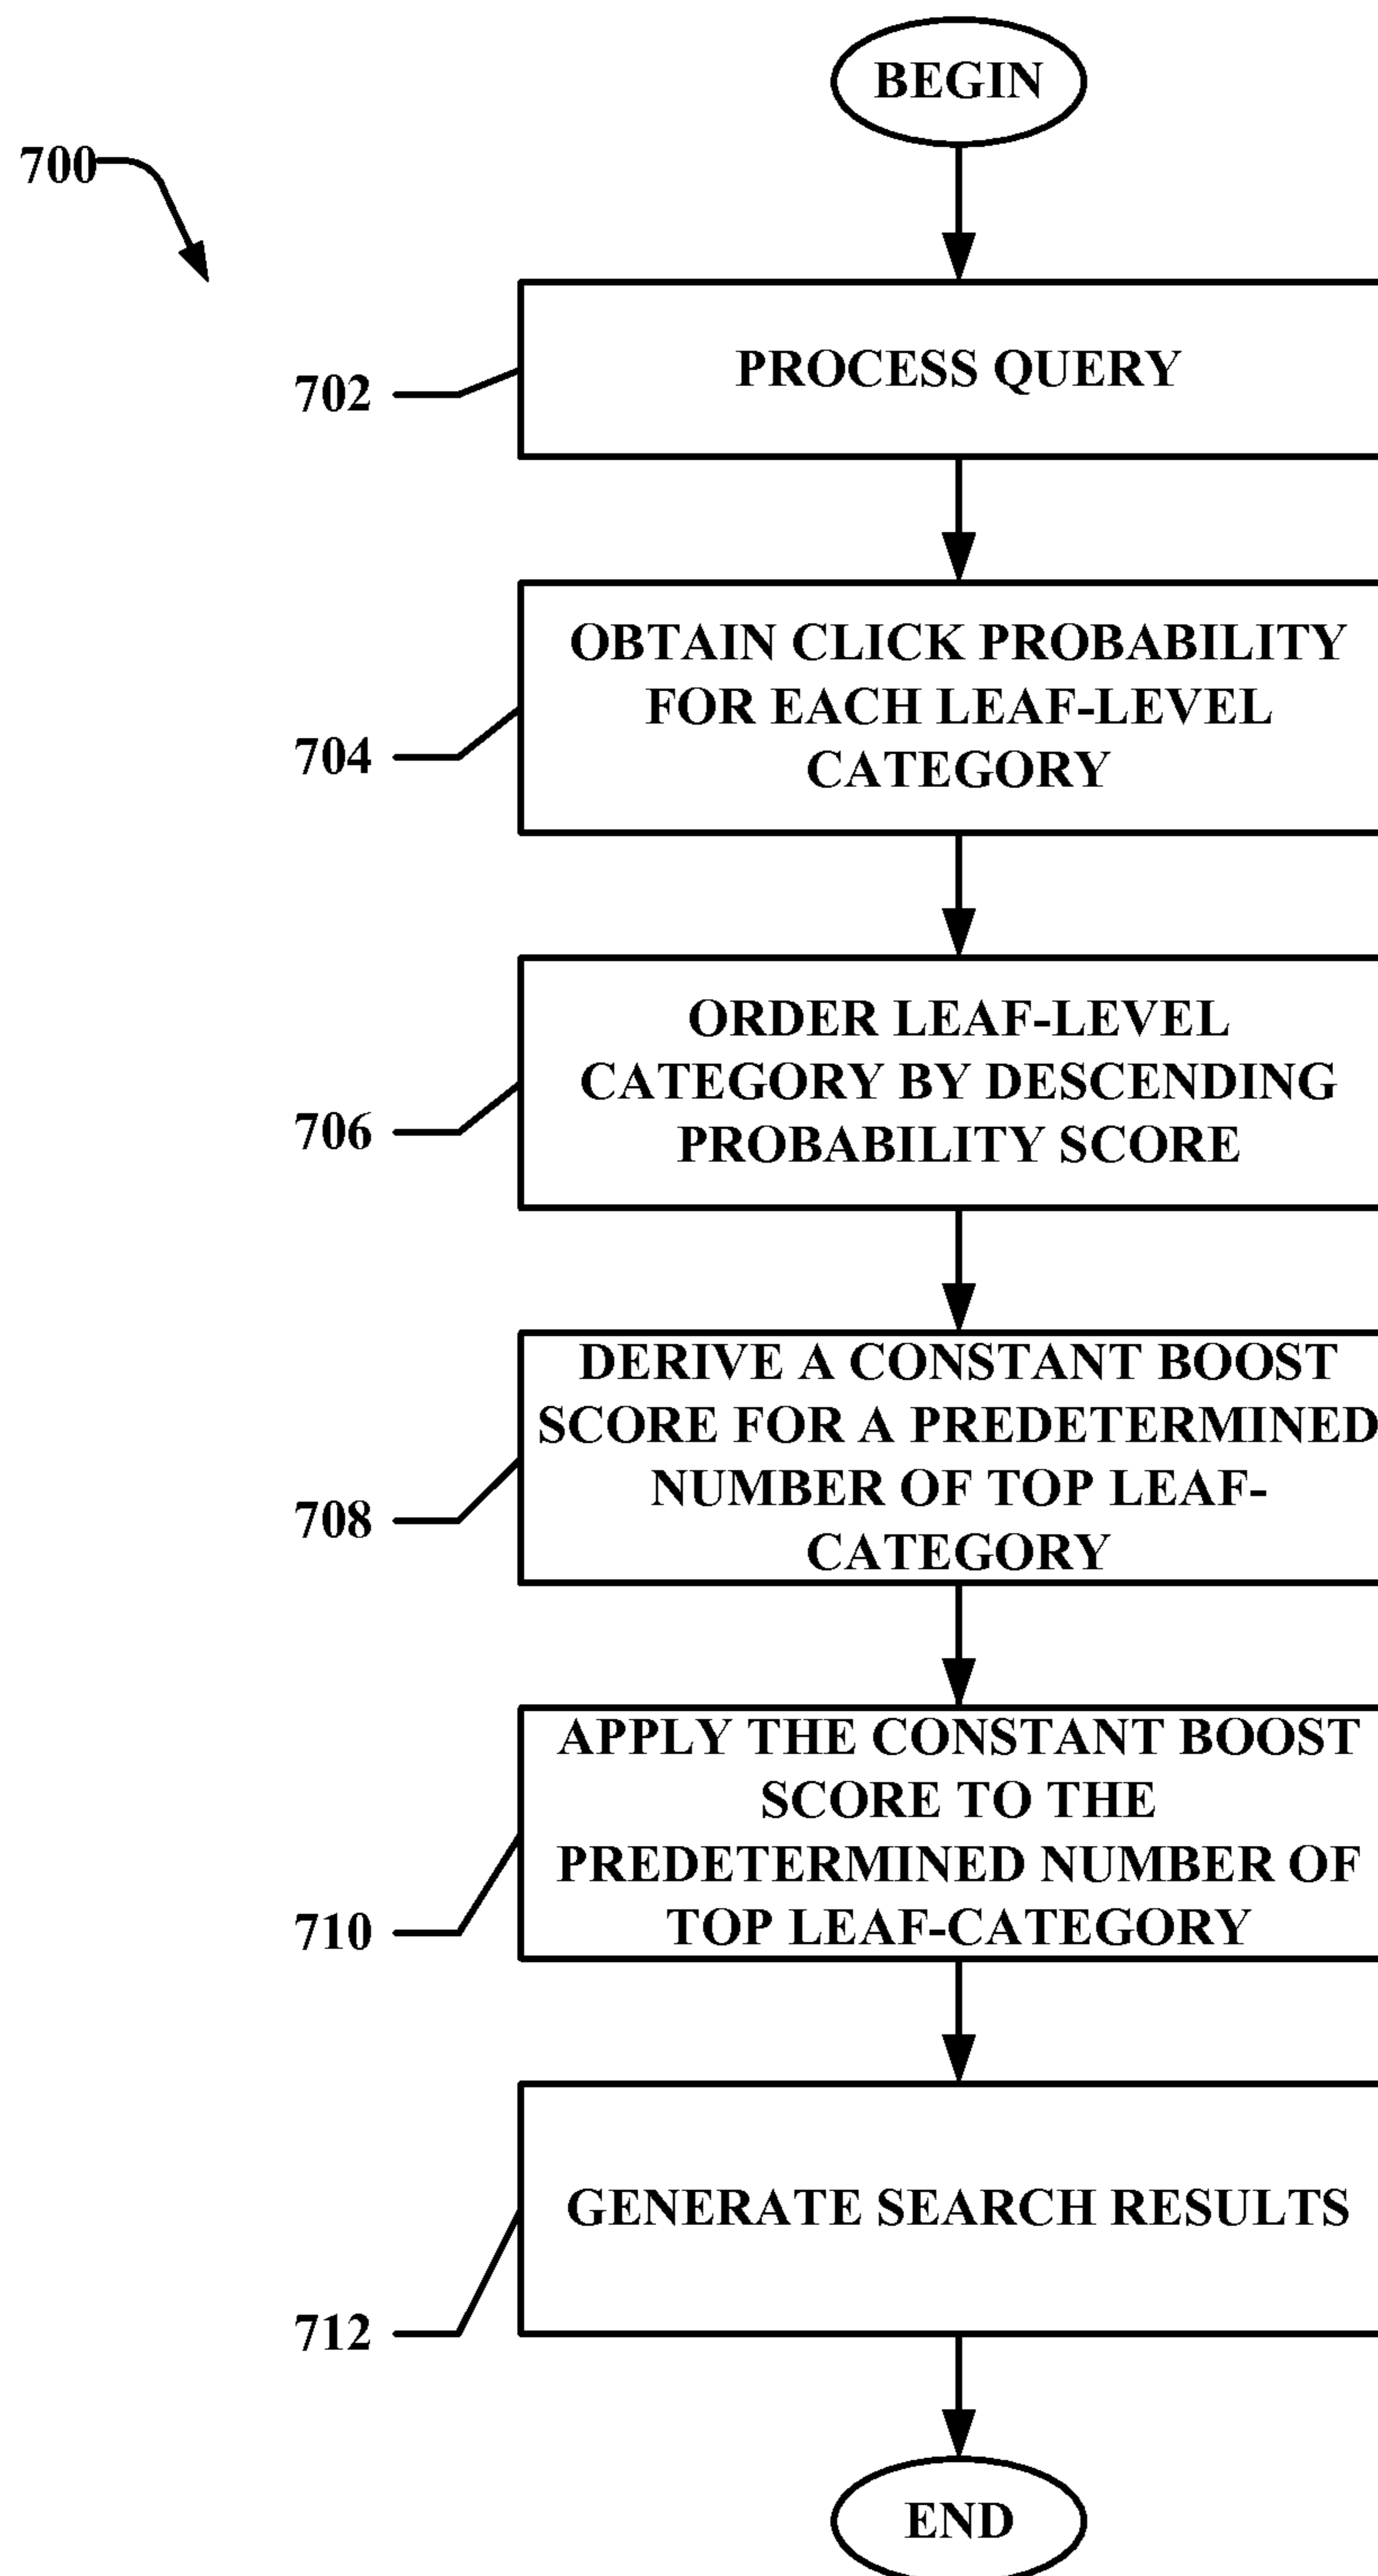 BEGIN
700
PROCESS QUERY
702
OBTAIN CLICK PROBABILITY
FOR EACH LEAF-LEVEL
CATEGORY
704
ORDER LEAF-LEVEL
CATEGORY BY DESCENDING
PROBABILITY SCORE
706
DERIVE A CONSTANT BOOST
SCORE FOR A PREDETERMINED
NUMBER OF TOP LEAF-
CATEGORY
708
APPLY THE CONSTANT BOOST
SCORE TO THE
PREDETERMINED NUMBER OF
TOP LEAF-CATEGORY
710
GENERATE SEARCH RESULTS
712
END